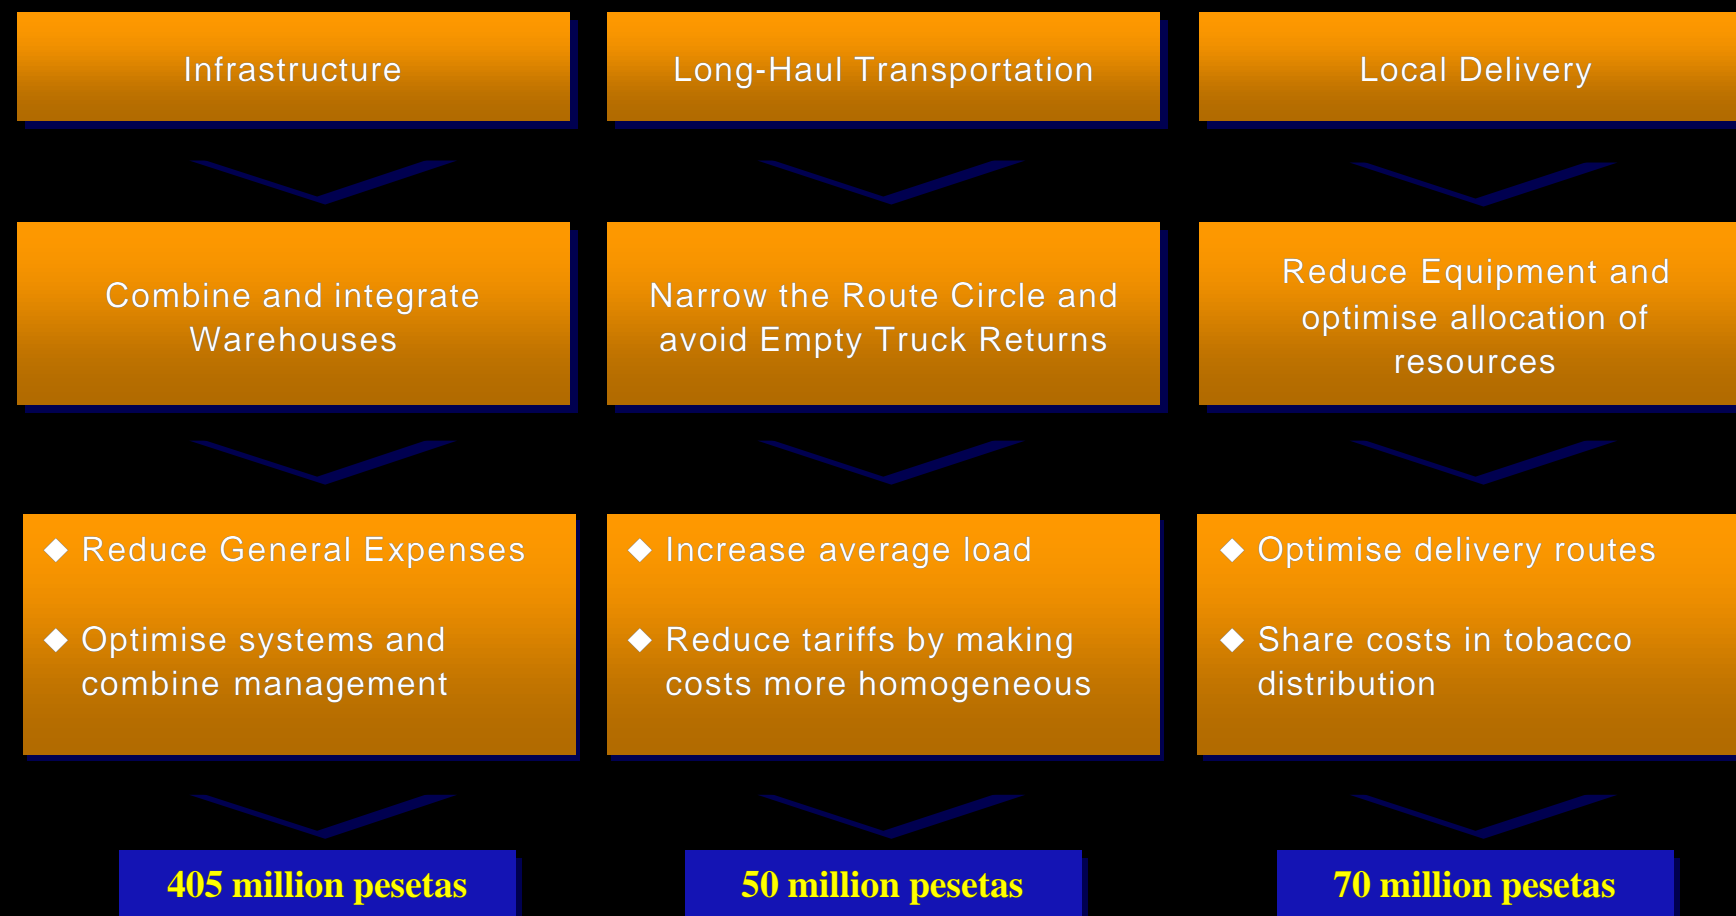 Infrastructure
Long-Haul Transportation
Local Delivery
Combine and integrate
Warehouses
Narrow the Route Circle and
avoid Empty Truck Returns
Reduce Equipment and
optimise allocation of
resources
◆ Reduce General Expenses
◆ Optimise systems and
combine management
◆ Increase average load
◆ Reduce tariffs by making
costs more homogeneous
◆ Optimise delivery routes
◆ Share costs in tobacco
distribution
405 million pesetas
50 million pesetas
70 million pesetas